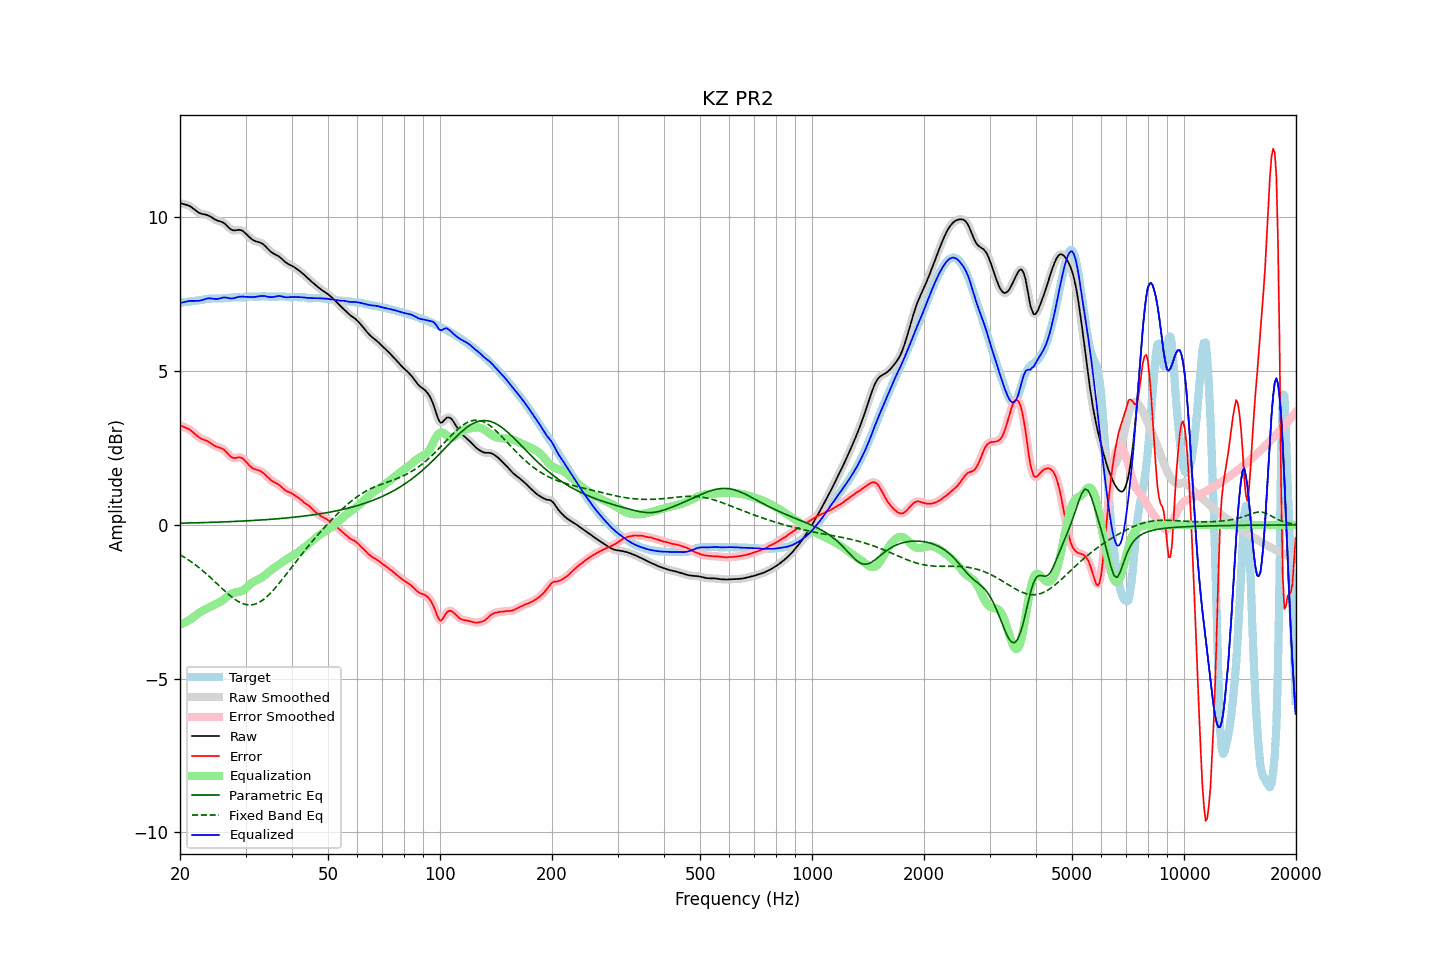 KZ PR2
Amplitude (dBr)
10
5
0
−5
−10
Target
Raw Smoothed
Error Smoothed
Raw
Error
Equalization
Parametric Eq
Fixed Band Eq
Equalized
20 50 100 200 500 1000 2000 5000 10000 20000
Frequency (Hz)